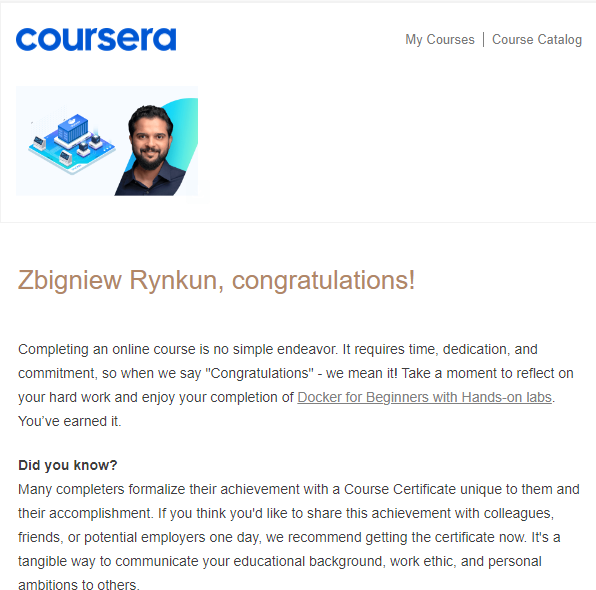 coursera
My Courses | Course Catalog
Zbigniew Rynkun, congratulations!
Completing an online course is no simple endeavor. It requires time, dedication, and
commitment, so when we say "Congratulations" - we mean it! Take a moment to reflect on
your hard work and enjoy your completion of Docker for Beginners with Hands-on labs.
You’ve earned it.
Did you know?
Many completers formalize their achievement with a Course Certificate unique to them and
their accomplishment. If you think you'd like to share this achievement with colleagues,
friends, or potential employers one day, we recommend getting the certificate now. It's a
tangible way to communicate your educational background, work ethic, and personal
ambitions to others.